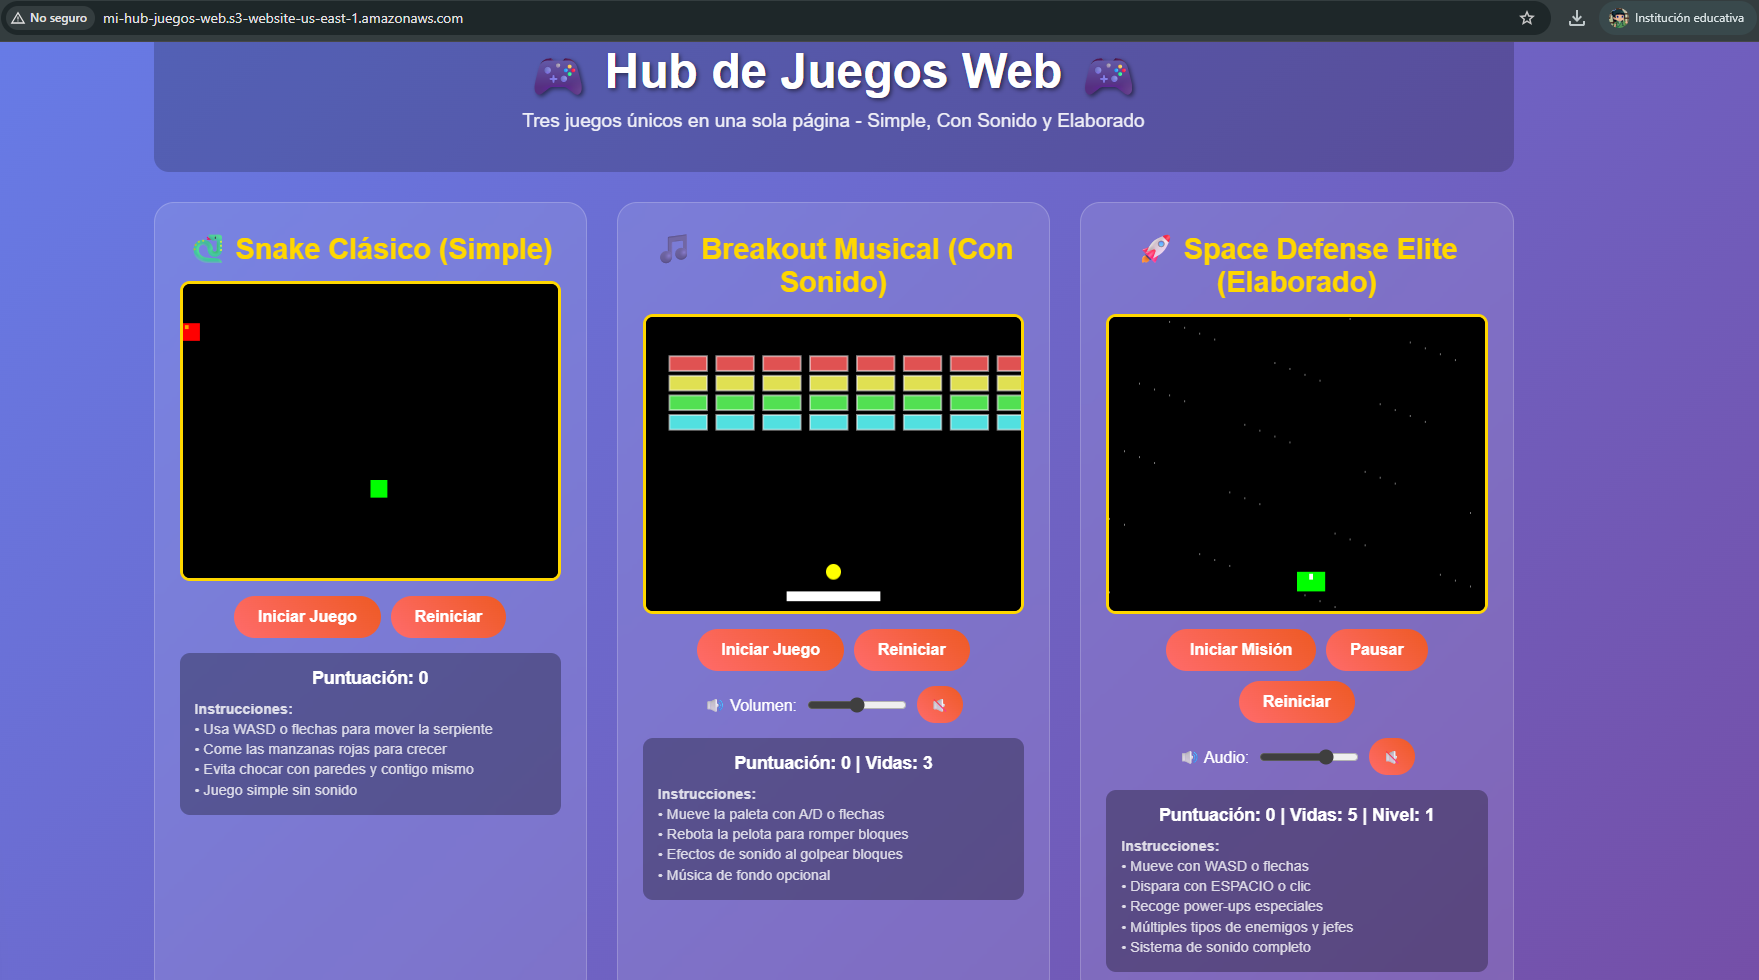 No seguro
mi-hub-juegos-web.s3-website-us-east-1.amazonaws.com
Institución educativa
🎮 Hub de Juegos Web 🎮
Tres juegos únicos en una sola página - Simple, Con Sonido y Elaborado
🐍 Snake Clásico (Simple)
Iniciar Juego
Reiniciar
Puntuación: 0
Instrucciones:
• Usa WASD o flechas para mover la serpiente
• Come las manzanas rojas para crecer
• Evita chocar con paredes y contigo mismo
• Juego simple sin sonido
🎵 Breakout Musical (Con
Sonido)
Iniciar Juego
Reiniciar
🔊 Volumen:
Puntuación: 0 | Vidas: 3
Instrucciones:
• Mueve la paleta con A/D o flechas
• Rebota la pelota para romper bloques
• Efectos de sonido al golpear bloques
• Música de fondo opcional
🚀 Space Defense Elite
(Elaborado)
Iniciar Misión
Pausar
Reiniciar
🔊 Audio:
Puntuación: 0 | Vidas: 5 | Nivel: 1
Instrucciones:
• Mueve con WASD o flechas
• Dispara con ESPACIO o clic
• Recoge power-ups especiales
• Múltiples tipos de enemigos y jefes
• Sistema de sonido completo